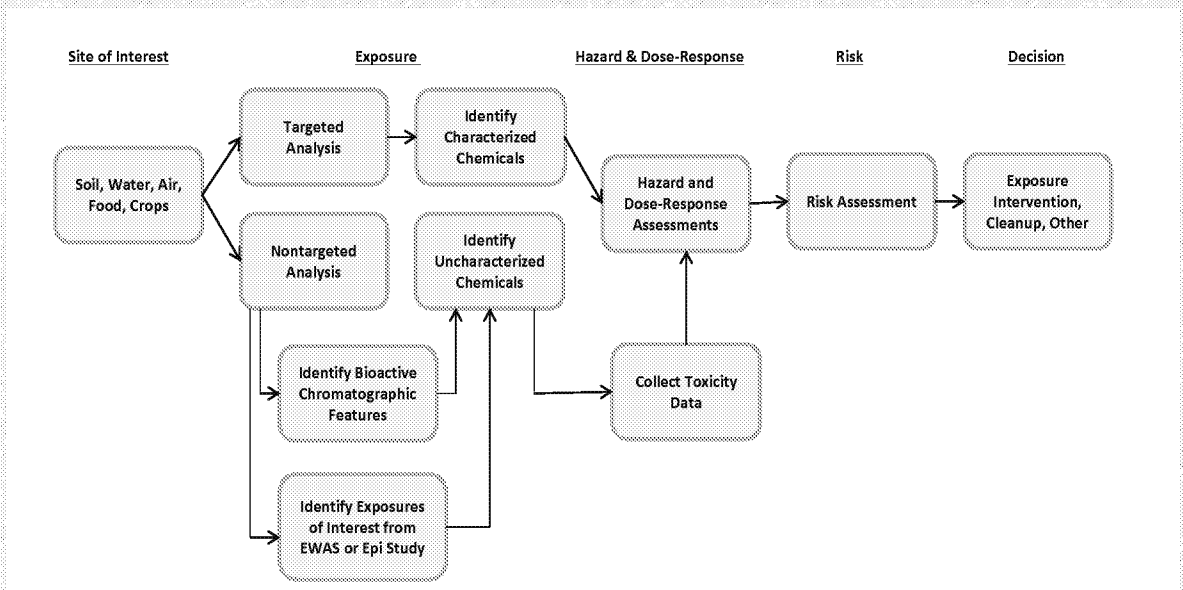 Site of Interest
Exposure
Hazard & Dose-Response
Risk
Decision
Soil, Water, Air,
Food, Crops
Targeted
Analysis
Identify
Characterized
Chemicals
Nontargeted
Analysis
Identify
Uncharacterized
Chemicals
Hazard and
Dose-Response
Assessments
Risk Assessment
Exposure
Intervention,
Cleanup, Other
Identify Bioactive
Chromatographic
Features
Collect Toxicity
Data
Identify Exposures
of Interest from
EWAS or Epi Study